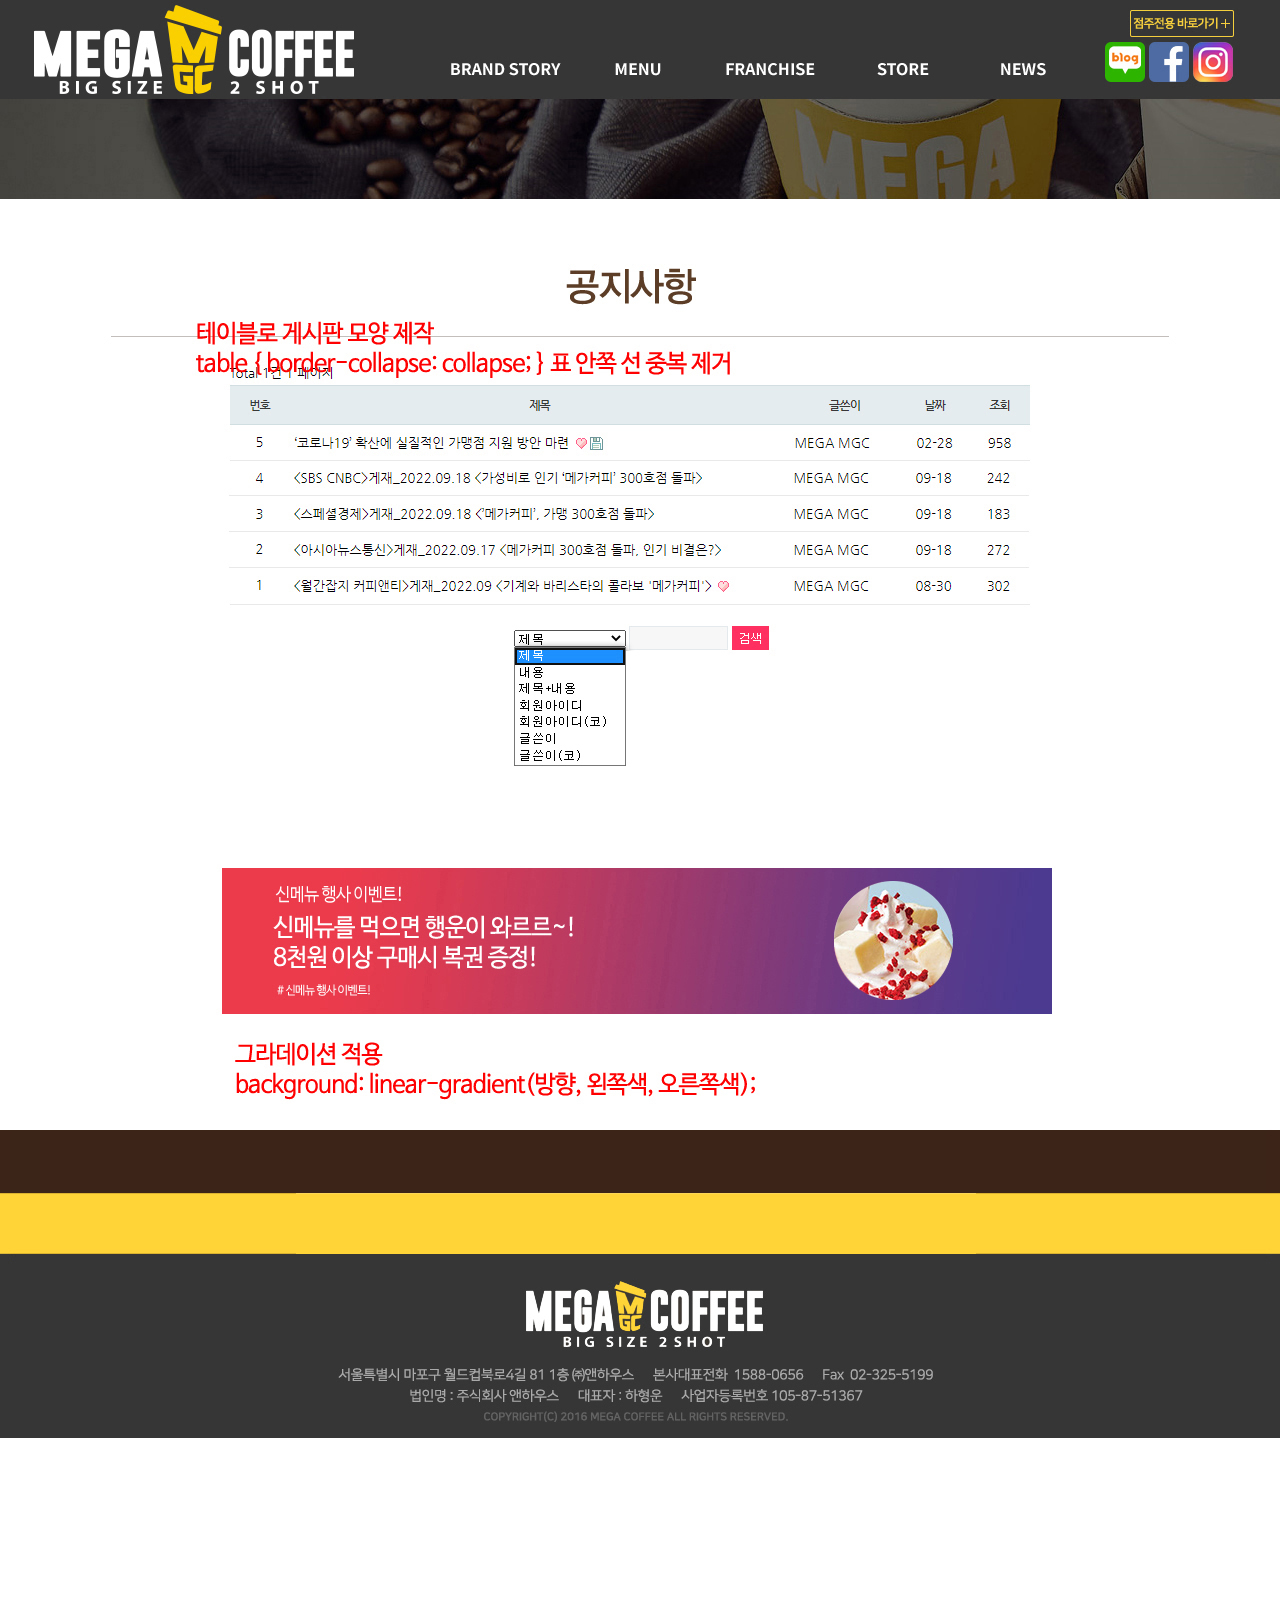 점주전용 바로가기 +
MEGA MGC COFFEE
BIG SIZE 2 SHOT
blog
BRAND STORY MENU FRANCHISE STORE NEWS
MEGA
공지사항
테이블로 게시판 모양 제작
table { border-collapse: collapse; } 표 안쪽 선 중복 제거
Total 1건 1 페이지
번호 제목 글쓴이 날짜 조회
5 ‘코로나19’ 확산에 실질적인 가맹점 지원 방안 마련 MEGA MGC 02-28 958
4 <SBS CNBC>게재_2022.09.18 <가성비로 인기 ‘메가커피’ 300호점 돌파> MEGA MGC 09-18 242
3 <스페셜경제>게재_2022.09.18 <’메가커피’, 가맹 300호점 돌파> MEGA MGC 09-18 183
2 <아시아뉴스통신>게재_2022.09.17 <메가커피 300호점 돌파, 인기 비결은?> MEGA MGC 09-18 272
1 <월간잡지 커피앤티>게재_2022.09 <기계와 바리스타의 콜라보 '메가커피'> MEGA MGC 08-30 302
제목 검색
제목
내용
제목+내용
회원아이디
회원아이디(코)
글쓴이
글쓴이(코)
신메뉴 행사 이벤트!
신메뉴를 먹으면 행운이 와르르~!
8천원 이상 구매시 복권 증정!
# 신메뉴 행사 이벤트!
그라데이션 적용
background: linear-gradient(방향, 왼쪽색, 오른쪽색);
MEGA MGC COFFEE
BIG SIZE 2SHOT
서울특별시 마포구 월드컵북로4길 81 1층 ㈜앤하우스 본사대표전화 1588-0656 Fax 02-325-5199
법인명 : 주식회사 앤하우스 대표자 : 하형운 사업자등록번호 105-87-51367
COPYRIGHT(C) 2016 MEGA COFFEE ALL RIGHTS RESERVED.